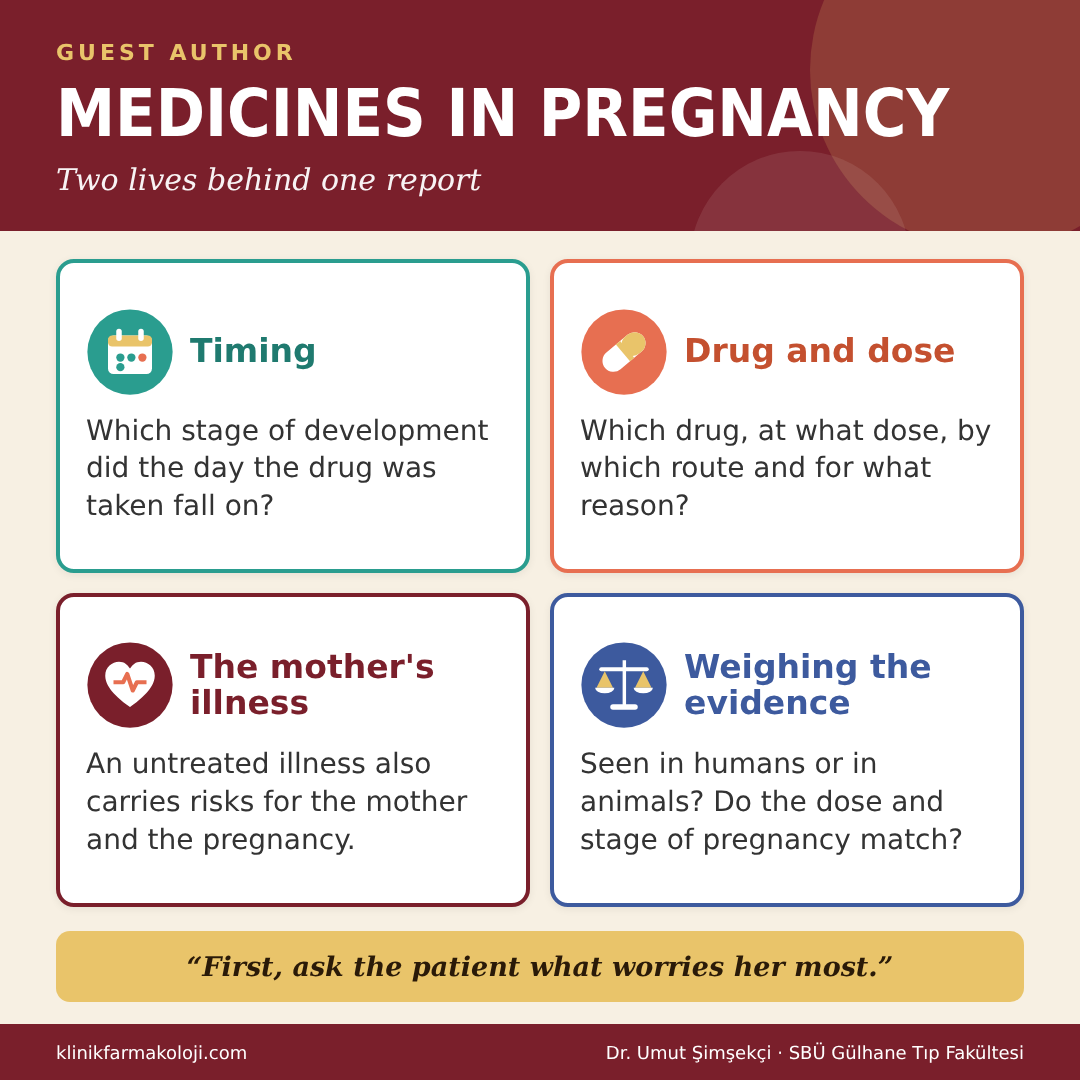 GUEST AUTHOR
MEDICINES IN PREGNANCY
Two lives behind one report
Timing
Which stage of development
did the day the drug was
taken fall on?
Drug and dose
Which drug, at what dose, by
which route and for what
reason?
The mother's
illness
An untreated illness also
carries risks for the mother
and the pregnancy.
Weighing the
evidence
Seen in humans or in
animals? Do the dose and
stage of pregnancy match?
“First, ask the patient what worries her most.”
klinikfarmakoloji.com
Dr. Umut Şimşekçi · SBÜ Gülhane Tıp Fakültesi